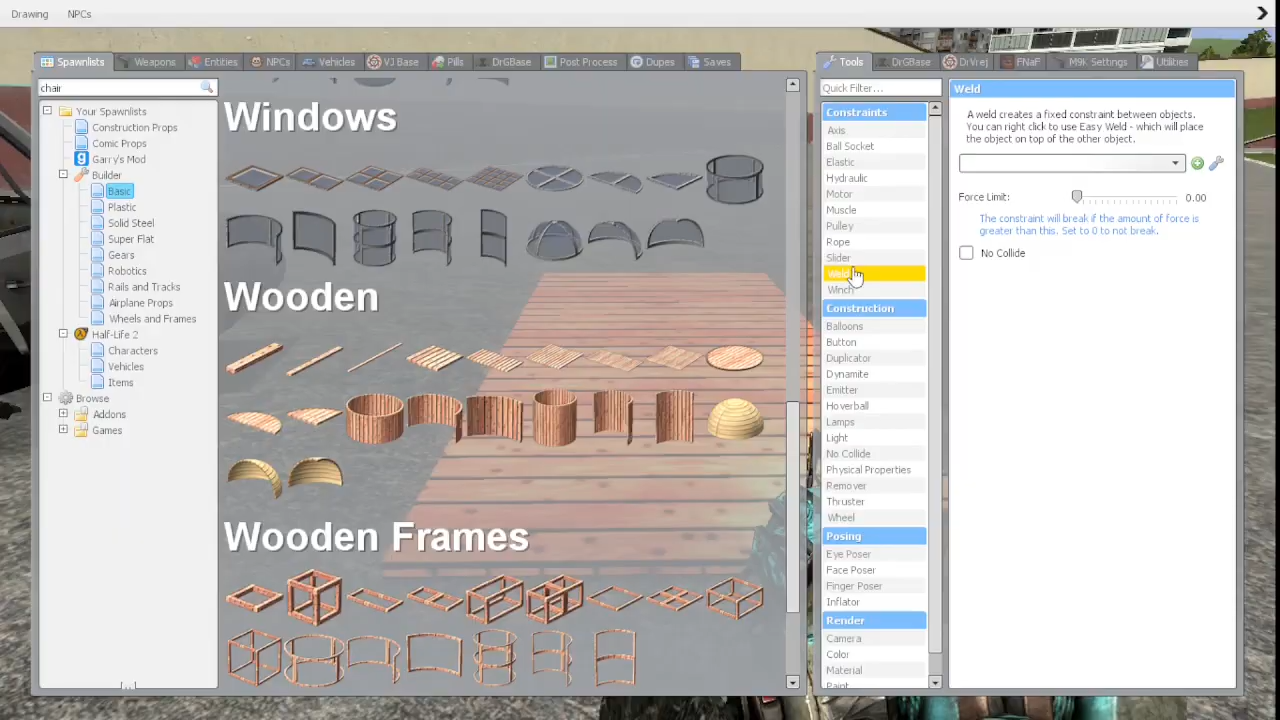 Drawing NPCs
Spawnlists Weapons Entities NPCs Vehicles VJ Base Pills DrGBase Post Process Dupes Saves
chair
Your Spawnlists
Construction Props
Comic Props
Garry's Mod
Builder
Basic
Plastic
Solid Steel
Super Flat
Gears
Robotics
Rails and Tracks
Airplane Props
Wheels and Frames
Half-Life 2
Characters
Vehicles
Items
Browse
Addons
Games
Windows
Wooden
Wooden Frames
Tools DrGBase DrVrej FNaF M9K Settings Utilities
Quick Filter...
Constraints
Axis
Ball Socket
Elastic
Hydraulic
Motor
Muscle
Pulley
Rope
Slider
Weld
Winch
Construction
Balloons
Button
Duplicator
Dynamite
Emitter
Hoverball
Lamps
Light
No Collide
Physical Properties
Remover
Thruster
Wheel
Posing
Eye Poser
Face Poser
Finger Poser
Inflator
Render
Camera
Color
Material
Paint
Weld
A weld creates a fixed constraint between objects.
You can right click to use Easy Weld - which will place
the object on top of the other object.
Force Limit: 0.00
The constraint will break if the amount of force is
greater than this. Set to 0 to not break.
No Collide